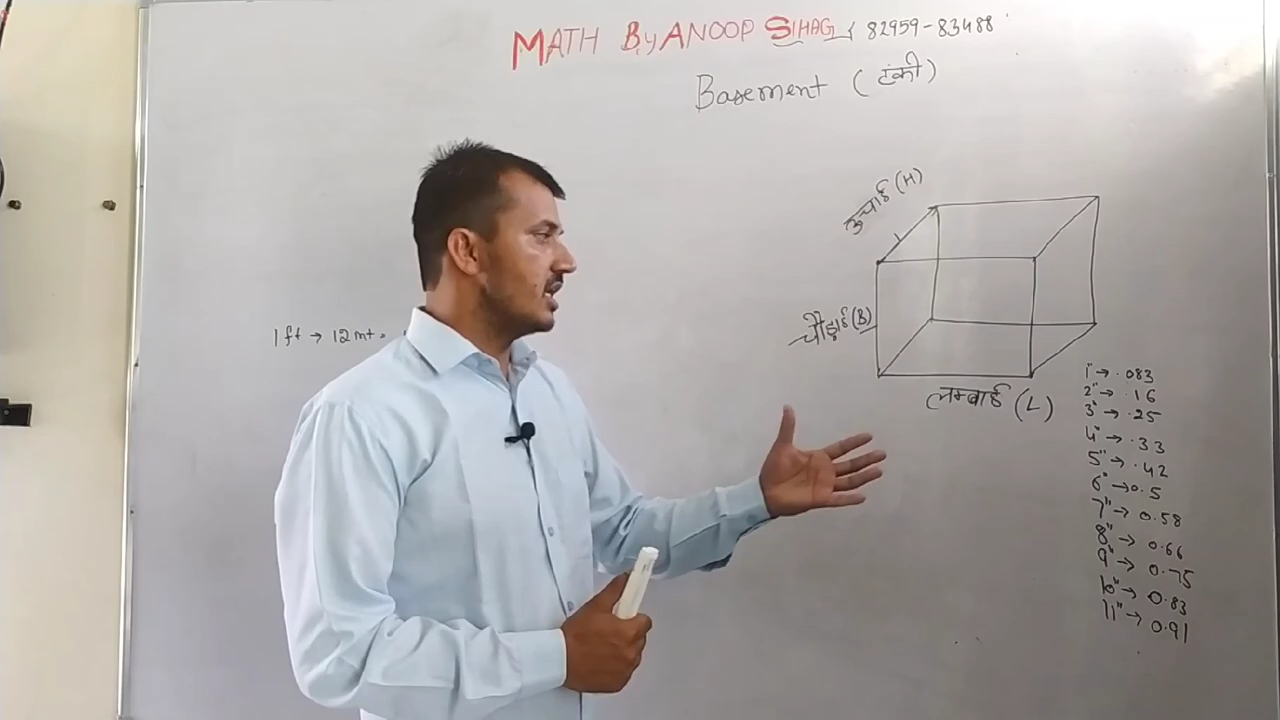 MATH By ANOOP SIHAG 82959-83488
Basement (टंकी)
ऊचाई (H)
1 ft → 12 mt =
चौड़ाई (B)
लम्बाई (L)
1" → .083
2" → .16
3" → .25
4" → .33
5" → .42
6" → 0.5
7" → 0.58
8" → 0.66
9" → 0.75
10" → 0.83
11" → 0.91